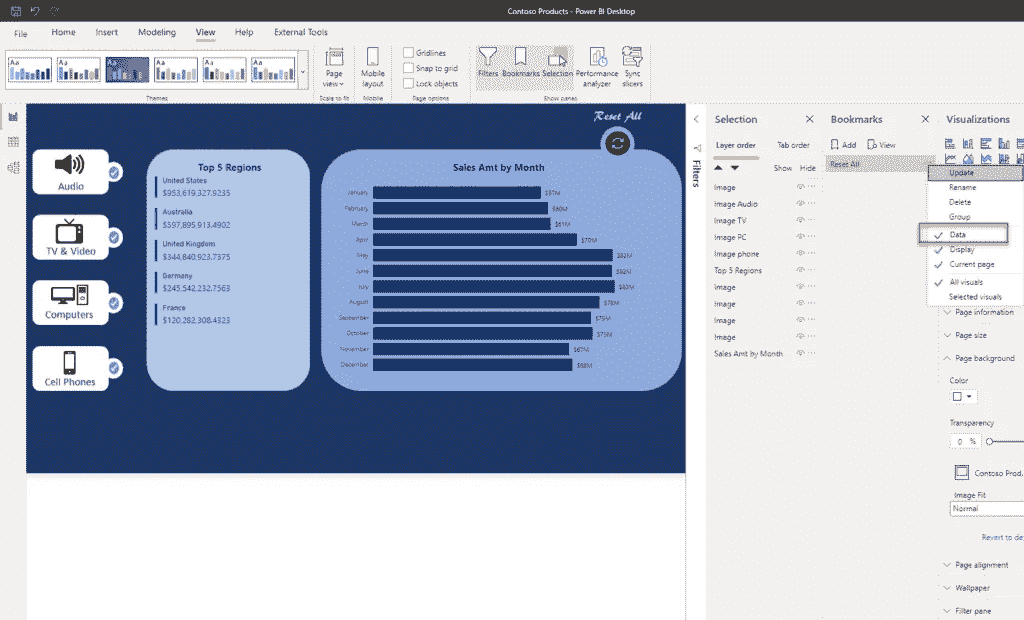 Contoso Products - Power BI Desktop
File Home Insert Modeling View Help External Tools
Aa Aa Aa Aa Aa Aa
Themes
Page view
Scale to fit
Mobile layout
Mobile
Gridlines
Snap to grid
Lock objects
Page options
Filters Bookmarks Selection Performance analyzer Sync slicers
Show panes
Reset All
Audio
TV & Video
Computers
Cell Phones
Top 5 Regions
United States
$953,619,327.9235
Australia
$597,895,913.4902
United Kingdom
$344,840,923.7375
Germany
$245,542,232.7563
France
$120,282,308.4323
Sales Amt by Month
January $57M
February $60M
March $61M
April $70M
May $82M
June $82M
July $83M
August $78M
September $75M
October $75M
November $67M
December $68M
Filters
Selection
Layer order Tab order
Show Hide
Image
Image Audio
Image TV
Image PC
Image phone
Top 5 Regions
Image
Image
Image
Image
Sales Amt by Month
Bookmarks
Add View
Reset All
Update
Rename
Delete
Group
Data
Display
Current page
All visuals
Selected visuals
Visualizations
Page information
Page size
Page background
Color
Transparency
0 %
Contoso Prod.
Image Fit
Normal
Revert to de
Page alignment
Wallpaper
Filter pane